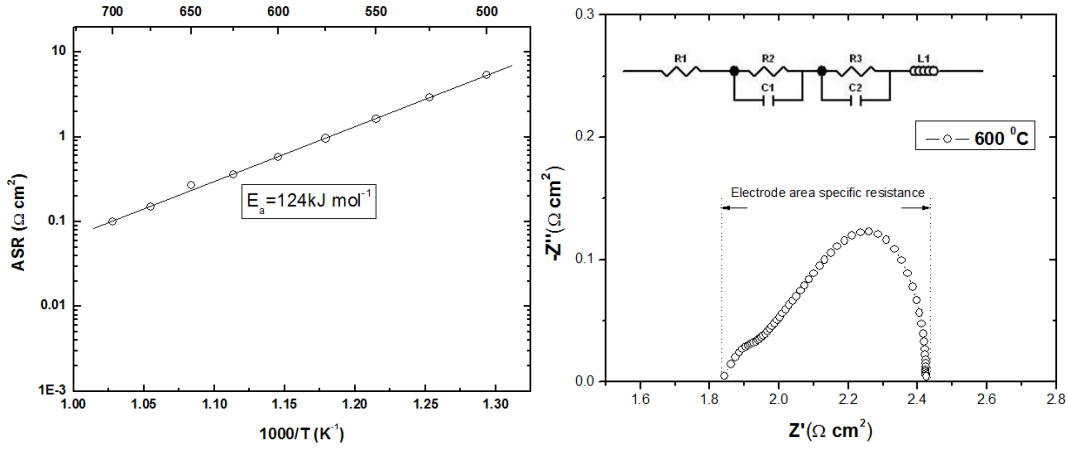 700 650 600 575 550 525 500
10
1
0.1
0.01
1E-3
ASR (Ω cm²)
Eₐ=124kJ mol⁻¹
1.00 1.05 1.10 1.15 1.20 1.25 1.30
1000/T (K⁻¹)
R1 R2 R3 L1
C1 C2
600 ⁰C
Electrode area specific resistance
0.3
0.2
0.1
0.0
-Z''(Ω cm²)
1.6 1.8 2.0 2.2 2.4 2.6 2.8
Z'(Ω cm²)